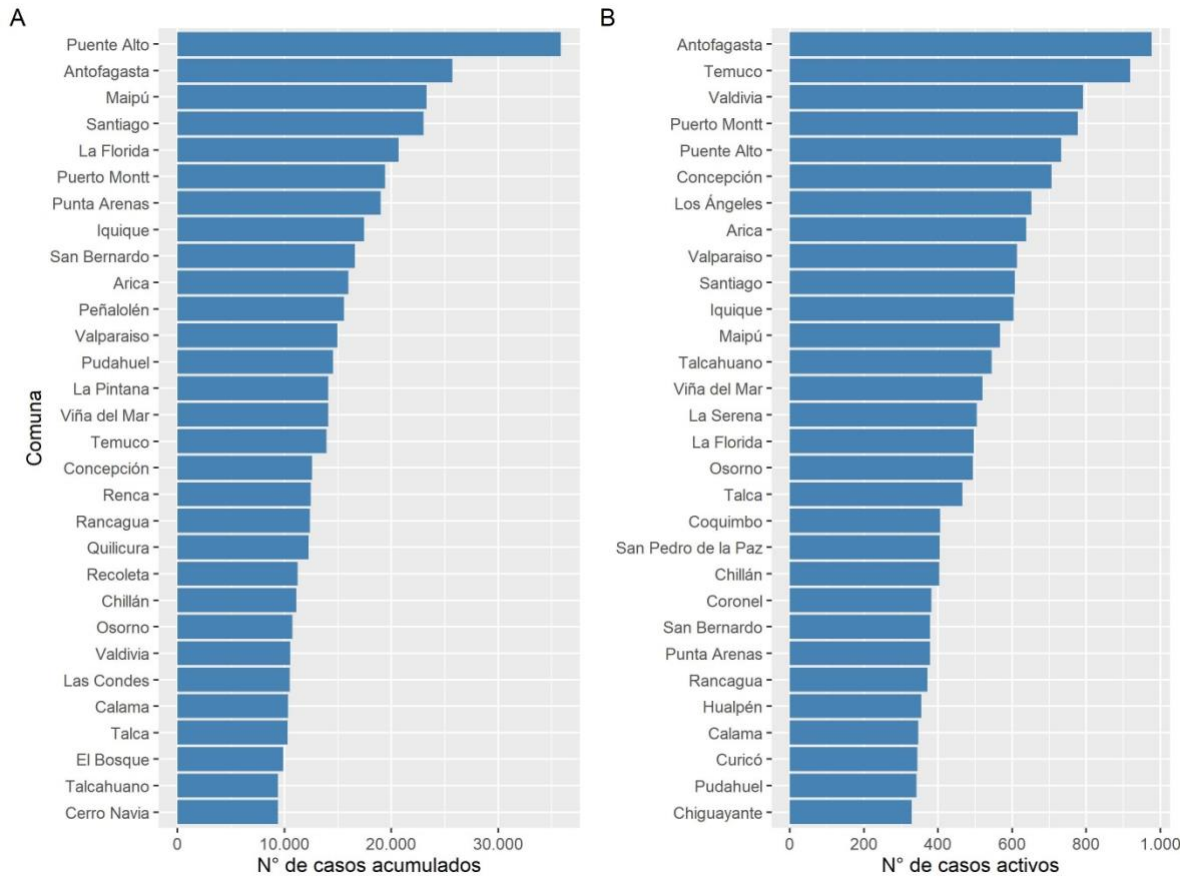 A
Comuna
Puente Alto
Antofagasta
Maipú
Santiago
La Florida
Puerto Montt
Punta Arenas
Iquique
San Bernardo
Arica
Peñalolén
Valparaiso
Pudahuel
La Pintana
Viña del Mar
Temuco
Concepción
Renca
Rancagua
Quilicura
Recoleta
Chillán
Osorno
Valdivia
Las Condes
Calama
Talca
El Bosque
Talcahuano
Cerro Navia
0 10.000 20.000 30.000
N° de casos acumulados
B
Antofagasta
Temuco
Valdivia
Puerto Montt
Puente Alto
Concepción
Los Ángeles
Arica
Valparaiso
Santiago
Iquique
Maipú
Talcahuano
Viña del Mar
La Serena
La Florida
Osorno
Talca
Coquimbo
San Pedro de la Paz
Chillán
Coronel
San Bernardo
Punta Arenas
Rancagua
Hualpén
Calama
Curicó
Pudahuel
Chiguayante
0 200 400 600 800 1.000
N° de casos activos